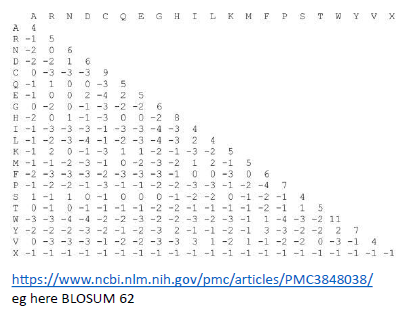 A R N D C Q E G H I L K M F P S T W Y V X
A 4
R -1 5
N -2 0 6
D -2 -2 1 6
C 0 -3 -3 -3 9
Q -1 1 0 0 -3 5
E -1 0 0 2 -4 2 5
G 0 -2 0 -1 -3 -2 -2 6
H -2 0 1 -1 -3 0 0 -2 8
I -1 -3 -3 -3 -1 -3 -3 -4 -3 4
L -1 -2 -3 -4 -1 -2 -3 -4 -3 2 4
K -1 2 0 -1 -3 1 1 -2 -1 -3 -2 5
M -1 -1 -2 -3 -1 0 -2 -3 -2 1 2 -1 5
F -2 -3 -3 -3 -2 -3 -3 -3 -1 0 0 -3 0 6
P -1 -2 -2 -1 -3 -1 -1 -2 -2 -3 -3 -1 -2 -4 7
S 1 -1 1 0 -1 0 0 0 -1 -2 -2 0 -1 -2 -1 4
T 0 -1 0 -1 -1 -1 -1 -2 -2 -1 -1 -1 -1 -2 -1 1 5
W -3 -3 -4 -4 -2 -2 -3 -2 -2 -3 -2 -3 -1 1 -4 -3 -2 11
Y -2 -2 -2 -3 -2 -1 -2 -3 2 -1 -1 -2 -1 3 -3 -2 -2 2 7
V 0 -3 -3 -3 -1 -2 -2 -3 -3 3 1 -2 1 -1 -2 -2 0 -3 -1 4
X -1 -1 -1 -1 -1 -1 -1 -1 -1 -1 -1 -1 -1 -1 -1 -1 -1 -1 -1 -1 -1
https://www.ncbi.nlm.nih.gov/pmc/articles/PMC3848038/
eg here BLOSUM 62